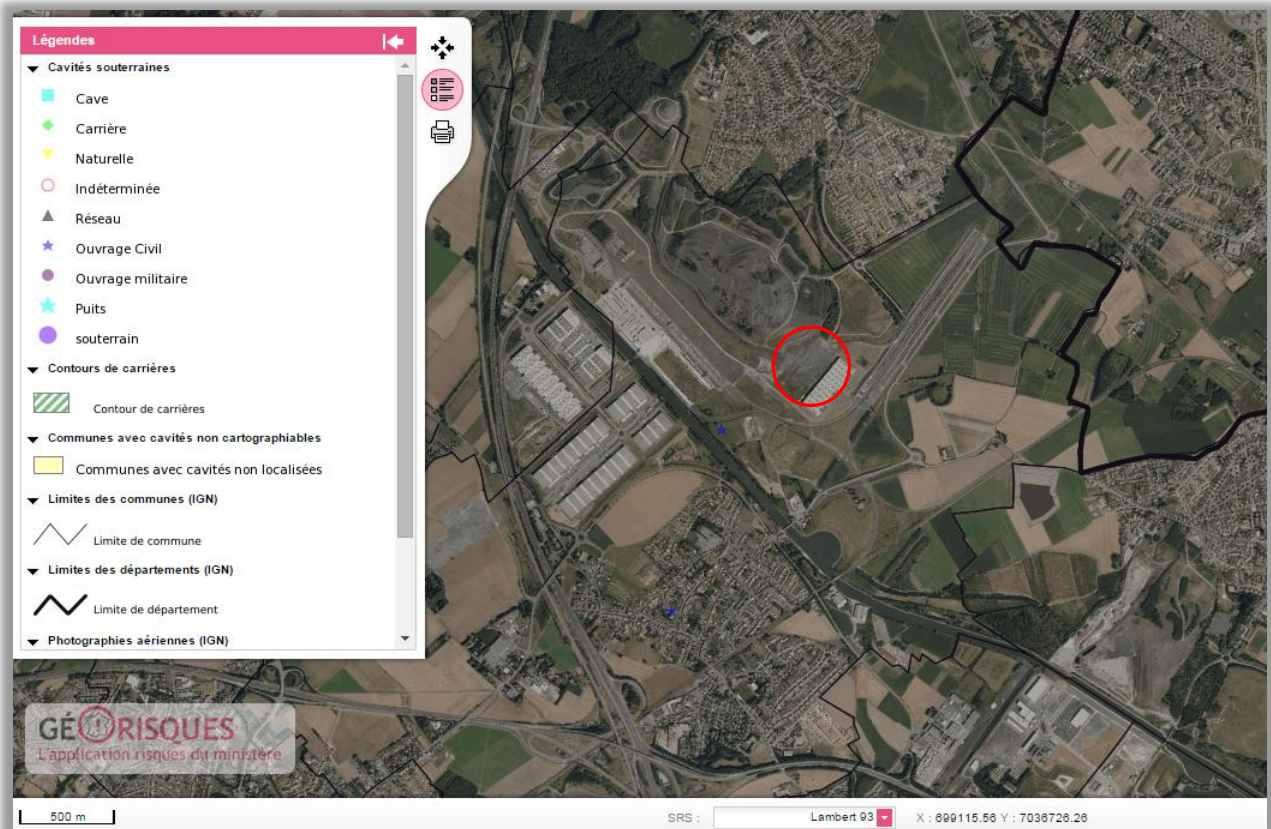 Légendes
Cavités souterraines
Cave
Carrière
Naturelle
Indéterminée
Réseau
Ouvrage Civil
Ouvrage militaire
Puits
souterrain
Contours de carrières
Contour de carrières
Communes avec cavités non cartographiables
Communes avec cavités non localisées
Limites des communes (IGN)
Limite de commune
Limites des départements (IGN)
Limite de département
Photographies aériennes (IGN)
GÉORISQUES
L'application risques du ministère
500 m
SRS : Lambert 93 X : 699115.56 Y : 7036726.26